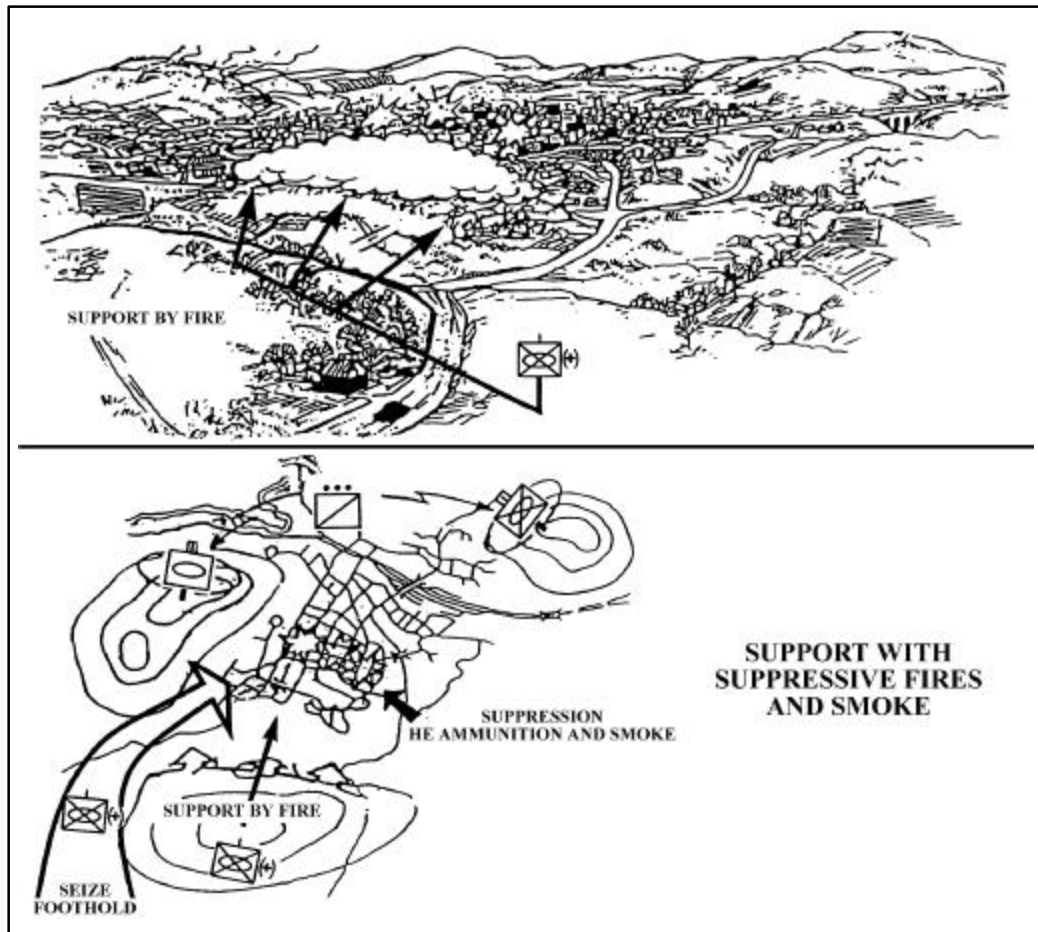 SUPPORT BY FIRE
(+)
SUPPORT WITH
SUPPRESSIVE FIRES
AND SMOKE
SUPPRESSION
HE AMMUNITION AND SMOKE
SUPPORT BY FIRE
(+)
(+)
SEIZE
FOOTHOLD